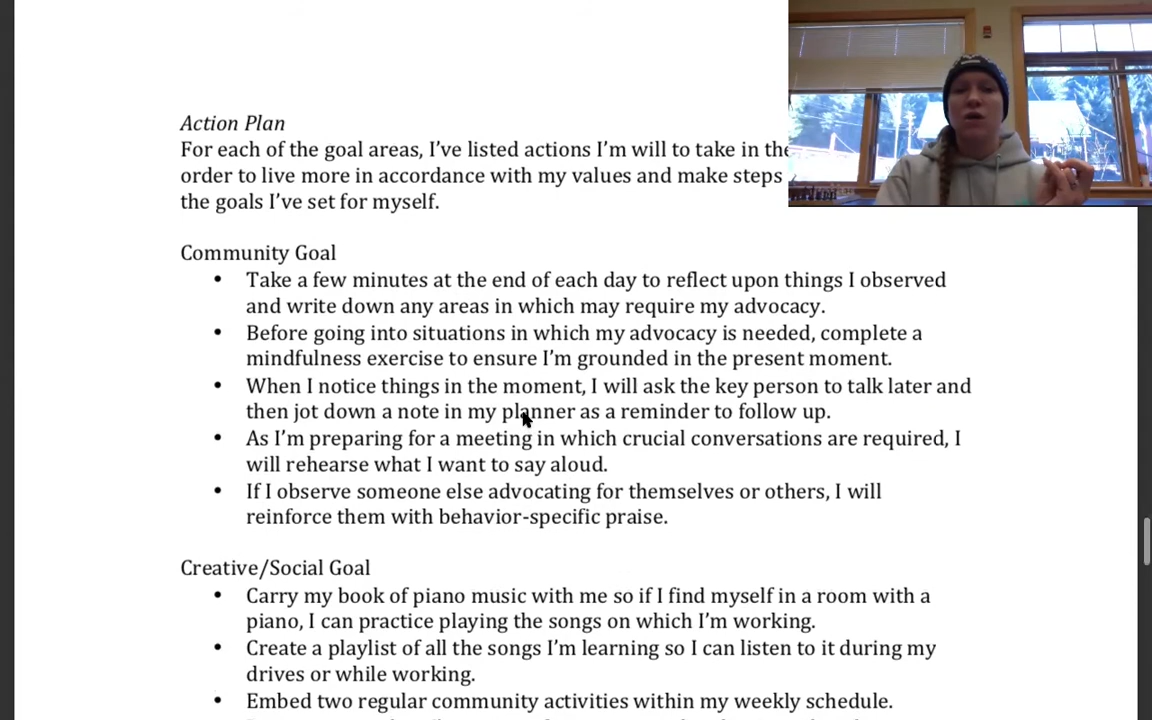 Action Plan
For each of the goal areas, I've listed actions I'm will to take in the
order to live more in accordance with my values and make steps
the goals I've set for myself.
Community Goal
• Take a few minutes at the end of each day to reflect upon things I observed
and write down any areas in which may require my advocacy.
• Before going into situations in which my advocacy is needed, complete a
mindfulness exercise to ensure I'm grounded in the present moment.
• When I notice things in the moment, I will ask the key person to talk later and
then jot down a note in my planner as a reminder to follow up.
• As I'm preparing for a meeting in which crucial conversations are required, I
will rehearse what I want to say aloud.
• If I observe someone else advocating for themselves or others, I will
reinforce them with behavior-specific praise.
Creative/Social Goal
• Carry my book of piano music with me so if I find myself in a room with a
piano, I can practice playing the songs on which I'm working.
• Create a playlist of all the songs I'm learning so I can listen to it during my
drives or while working.
• Embed two regular community activities within my weekly schedule.